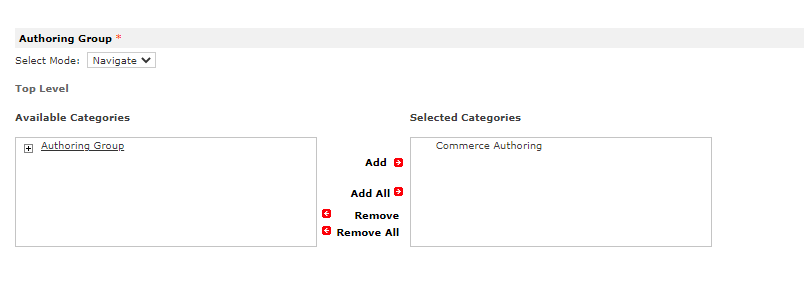 Authoring Group *
Select Mode: Navigate
Top Level
Available Categories
Selected Categories
Authoring Group
Commerce Authoring
Add
Add All
Remove
Remove All